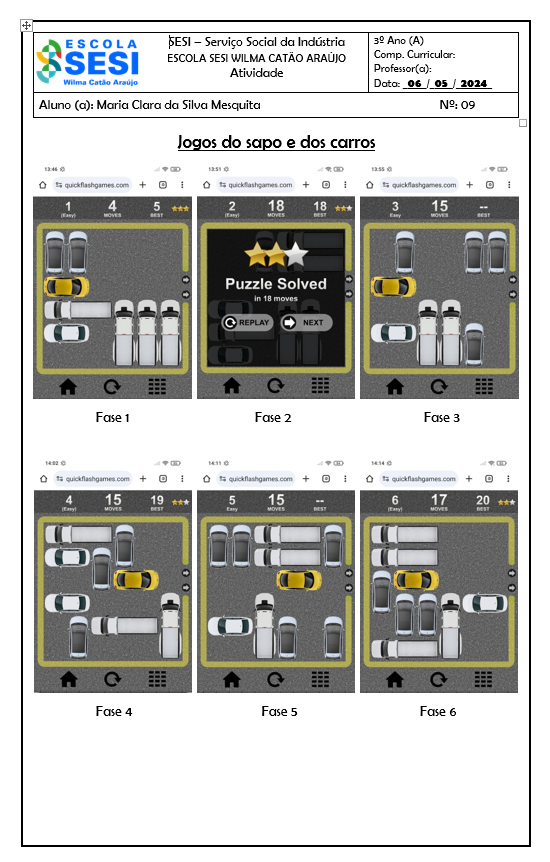 ESCOLA
SESI
Wilma Catão Araújo
SESI – Serviço Social da Indústria
ESCOLA SESI WILMA CATÃO ARAÚJO
Atividade
3º Ano (A)
Comp. Curricular:
Professor(a):
Data: 06 / 05 / 2024
Aluno (a): Maria Clara da Silva Mesquita
Nº: 09
Jogos do sapo e dos carros
13:46
quickflashgames.com
1 4 5
(Easy) MOVES BEST
Fase 1
13:51
quickflashgames.com
2 18 18
(Easy) MOVES BEST
Puzzle Solved
in 18 moves
REPLAY NEXT
Fase 2
13:55
quickflashgames.com
3 15 --
Easy MOVES BEST
Fase 3
14:02
quickflashgames.com
4 15 19
(Easy) MOVES BEST
Fase 4
14:11
quickflashgames.com
5 15 --
Easy MOVES BEST
Fase 5
14:14
quickflashgames.com
6 17 20
(Easy) MOVES BEST
Fase 6